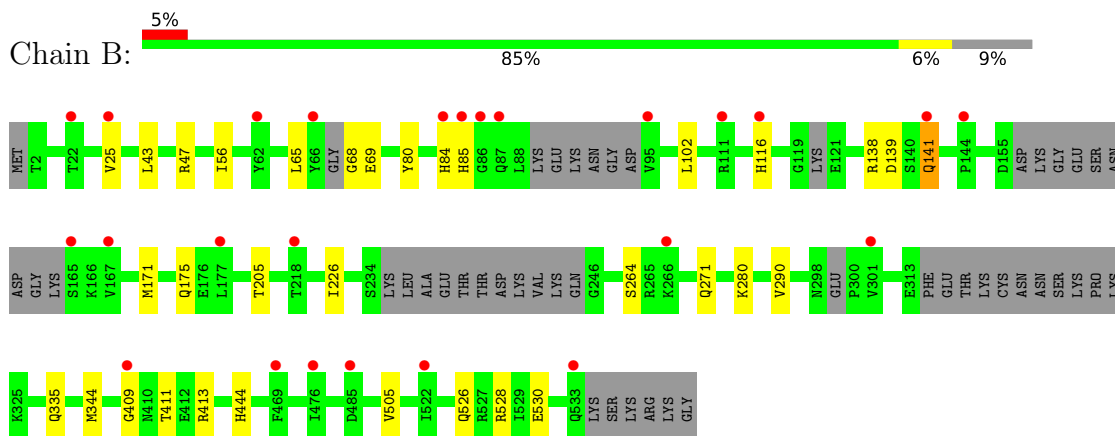 5%
Chain B:
85% 6% 9%
MET T2 T22 V25 L43 R47 I56 Y62 L65 Y66 GLY G68 E69 Y80 H84 H85 G86 Q87 L88 LYS GLU LYS ASN GLY ASP V95 L102 R111 H116 G119 LYS E121 R138 D139 S140 Q141 P144 D155 ASP LYS GLY GLU SER ASN
ASP GLY LYS S165 K166 V167 M171 Q175 E176 L177 T205 T218 I226 S234 LYS LEU ALA GLU THR THR ASP LYS VAL LYS GLN G246 S264 R265 K266 Q271 K280 V290 N298 GLU P300 V301 E313 PHE GLU THR LYS CYS ASN ASN SER LYS PRO LYS
K325 Q335 M344 G409 N410 T411 E412 R413 H444 F469 I476 D485 V505 I522 Q526 R527 R528 I529 E530 Q533 LYS SER LYS ARG LYS GLY